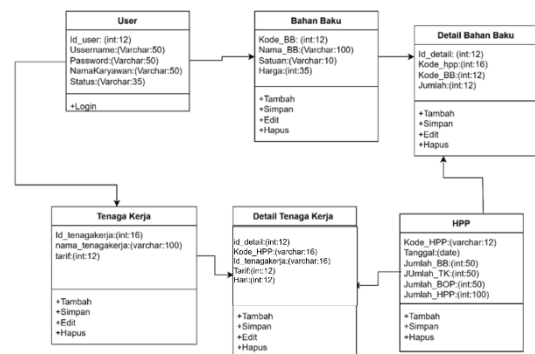 User
Id_user: (int:12)
Ussername:(Varchar:50)
Password:(Varchar:50)
NamaKaryawan:(Varchar:50)
Status:(Varchar:35)
+Login
Bahan Baku
Kode_BB: (int:12)
Nama_BB:(Varchar:100)
Satuan:(Varchar:10)
Harga:(int:35)
+Tambah
+Simpan
+Edit
+Hapus
Detail Bahan Baku
Id_detail: (int:12)
Kode_hpp:(int:16)
Kode_BB:(int:12)
Jumlah:(int:12)
+Tambah
+Simpan
+Edit
+Hapus
Tenaga Kerja
Id_tenagakerja:(int:16)
nama_tenagakerja:(varchar:100)
tarif:(int:12)
+Tambah
+Simpan
+Edit
+Hapus
Detail Tenaga Kerja
id_detail:(int:12)
Kode_HPP:(varchar:16)
Id_tenagakerja:(varchar:16)
Tarif:(int:12)
Hari:(int:12)
+Tambah
+Simpan
+Edit
+Hapus
HPP
Kode_HPP:(varchar:12)
Tanggal:(date)
Jumlah_BB:(int:50)
JUmlah_TK:(int:50)
Jumlah_BOP:(int:50)
Jumlah_HPP:(int:100)
+Tambah
+Simpan
+Edit
+Hapus